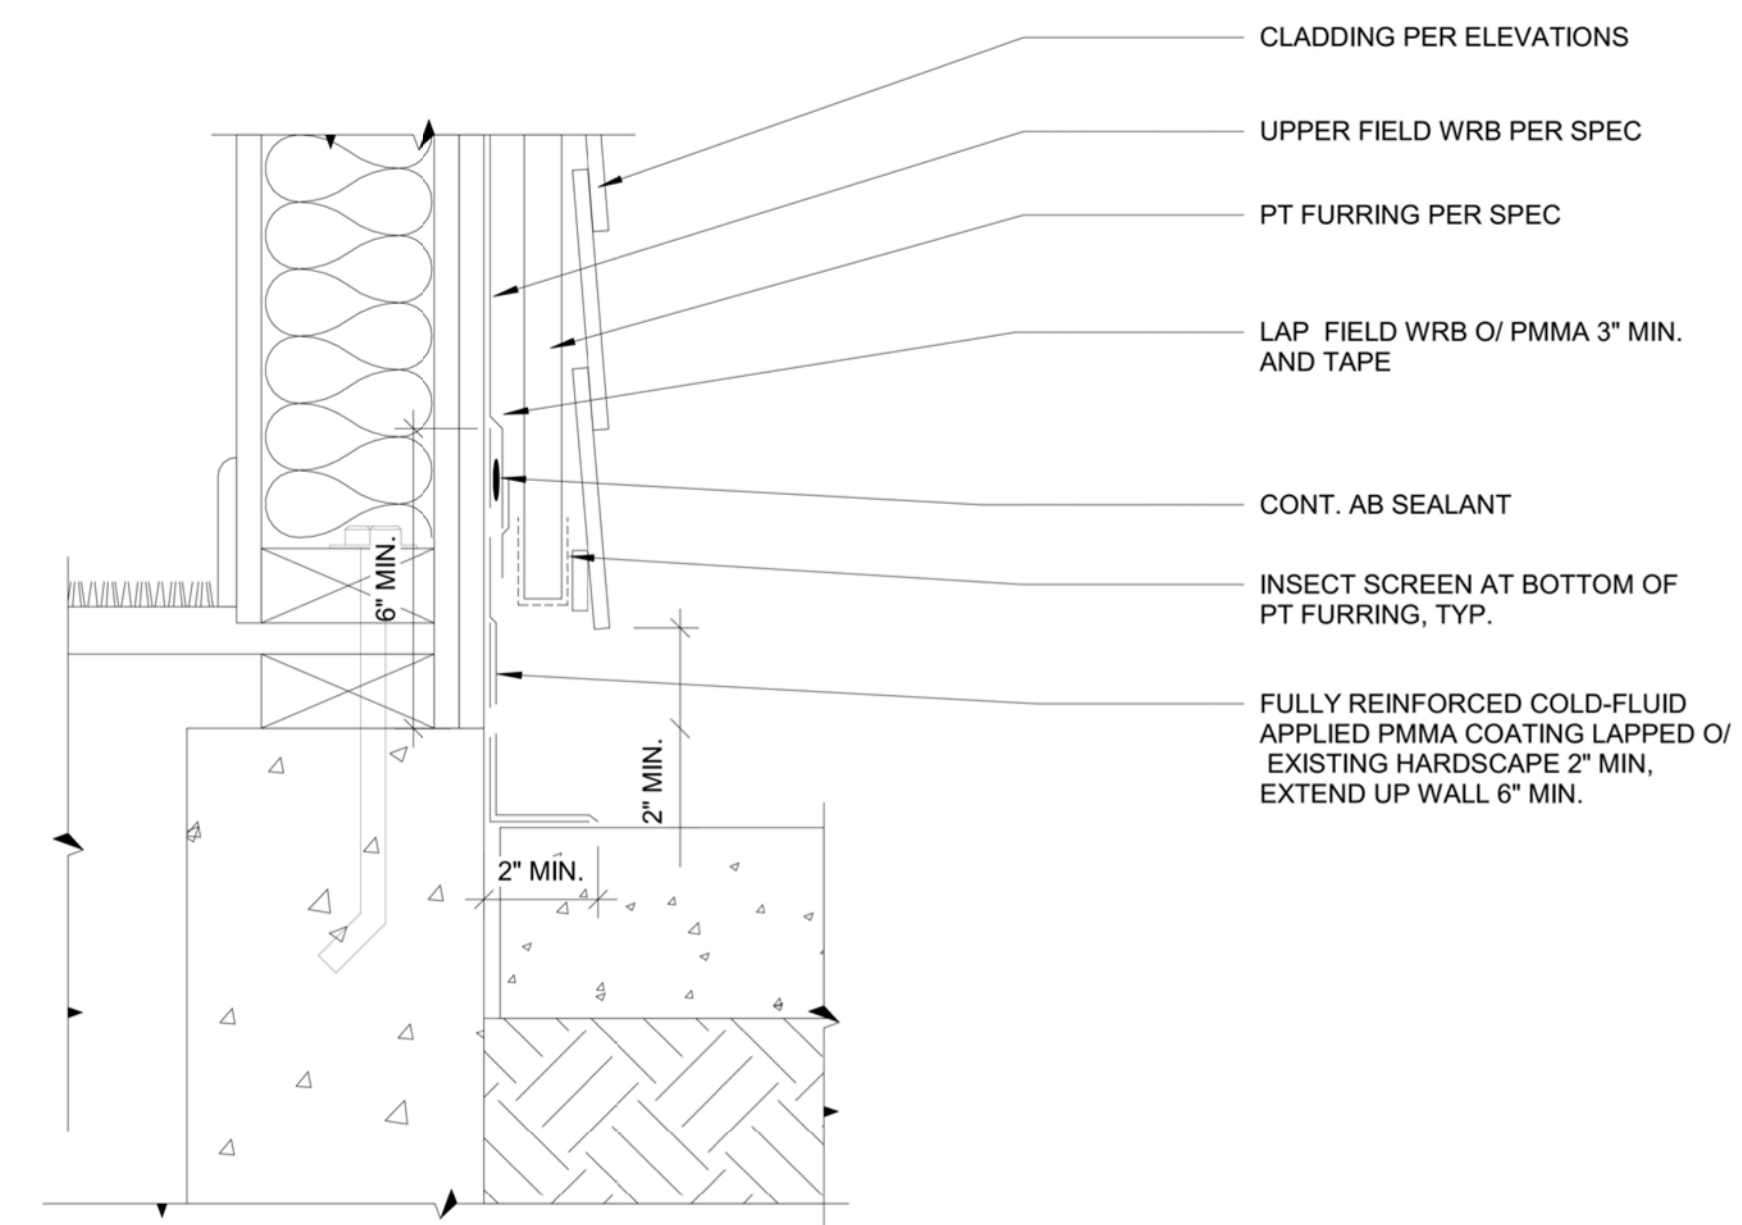 CLADDING PER ELEVATIONS
UPPER FIELD WRB PER SPEC
PT FURRING PER SPEC
LAP FIELD WRB O/ PMMA 3" MIN.
AND TAPE
CONT. AB SEALANT
INSECT SCREEN AT BOTTOM OF
PT FURRING, TYP.
FULLY REINFORCED COLD-FLUID
APPLIED PMMA COATING LAPPED O/
EXISTING HARDSCAPE 2" MIN,
EXTEND UP WALL 6" MIN.
6" MIN.
2" MIN.
2" MIN.